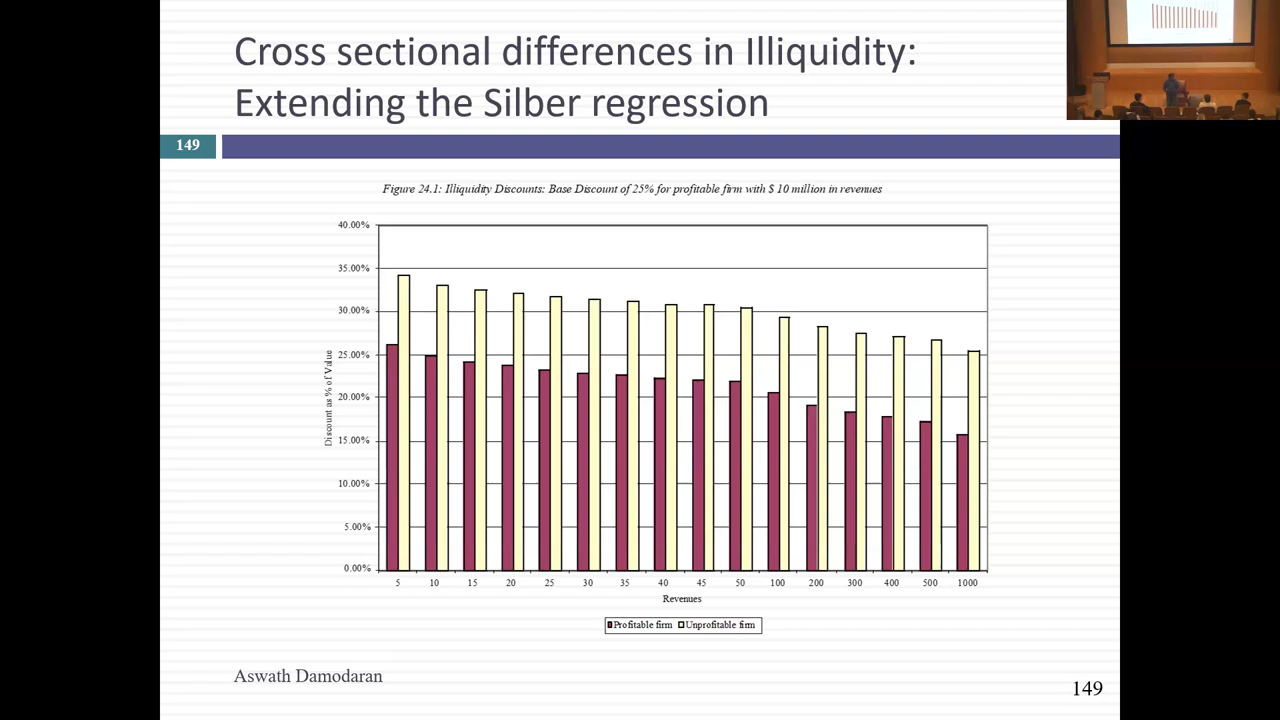 Cross sectional differences in Illiquidity:
Extending the Silber regression
149
Figure 24.1: Illiquidity Discounts: Base Discount of 25% for profitable firm with $ 10 million in revenues
40.00%
35.00%
30.00%
25.00%
20.00%
15.00%
10.00%
5.00%
0.00%
Discount as % of Value
5 10 15 20 25 30 35 40 45 50 100 200 300 400 500 1000
Revenues
Profitable firm Unprofitable firm
Aswath Damodaran
149